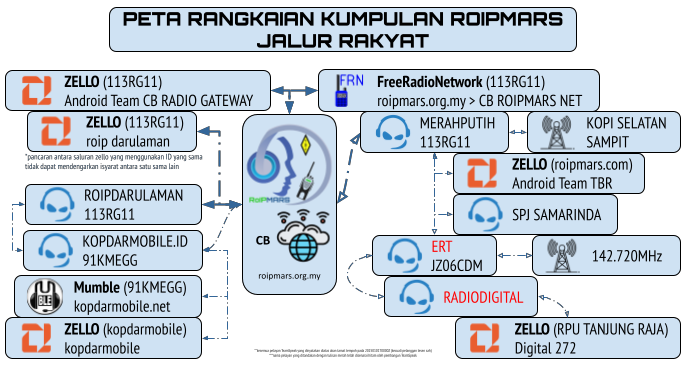 PETA RANGKAIAN KUMPULAN ROIPMARS
JALUR RAKYAT
ZELLO (113RG11)
Android Team CB RADIO GATEWAY
FRN
FreeRadioNetwork (113RG11)
roipmars.org.my > CB ROIPMARS NET
ZELLO (113RG11)
roip darulaman
*pancaran antara saluran zello yang menggunakan ID yang sama
tidak dapat mendengarkan isyarat antara satu sama lain
MERAHPUTIH
113RG11
KOPI SELATAN
SAMPIT
ZELLO (roipmars.com)
Android Team TBR
ROIPMARS
CB
roipmars.org.my
ROIPDARULAMAN
113RG11
SPJ SAMARINDA
KOPDARMOBILE.ID
91KMEGG
ERT
JZ06CDM
142.720MHz
BLE
Mumble (91KMEGG)
kopdarmobile.net
RADIODIGITAL
ZELLO (kopdarmobile)
kopdarmobile
ZELLO (RPU TANJUNG RAJA)
Digital 272